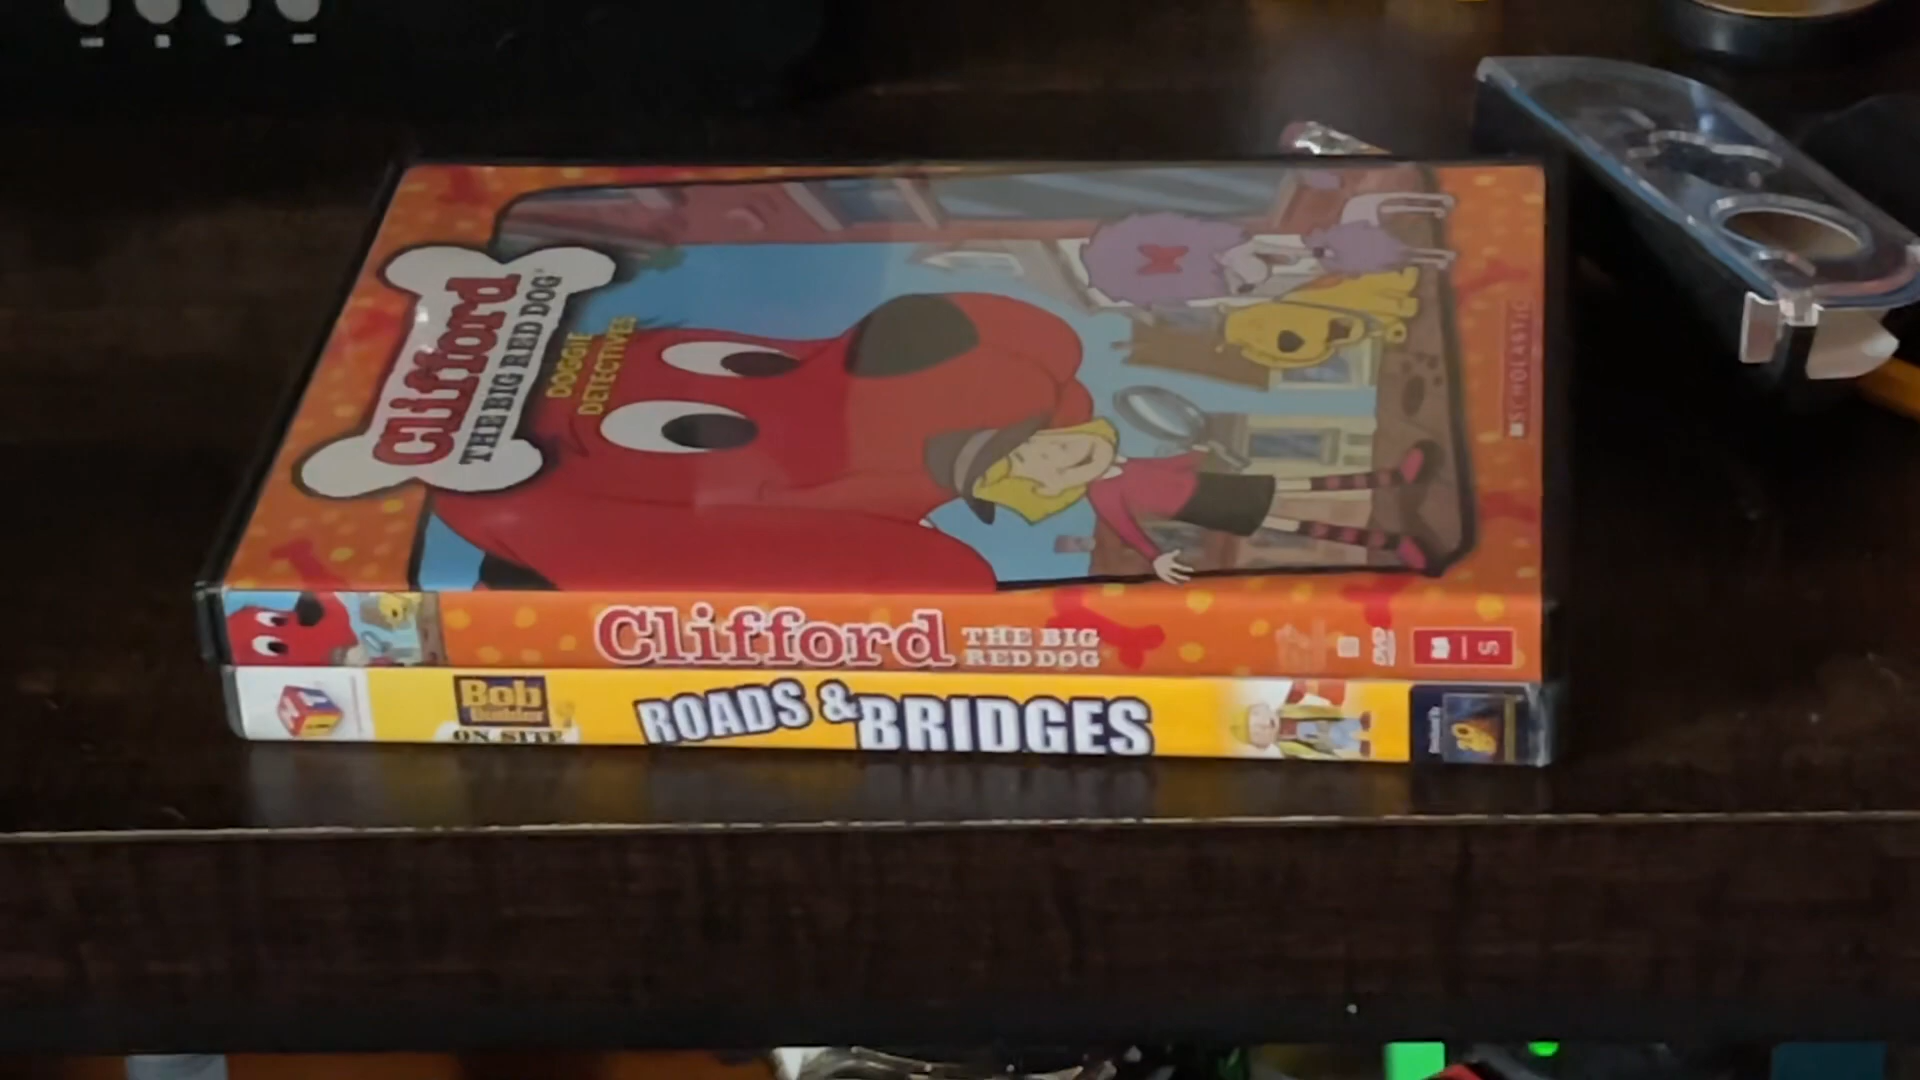 Clifford
THE BIG RED DOG
DOGGIE
DETECTIVES
SCHOLASTIC
Clifford
THE BIG
RED DOG
DVD
S
Bob
Builder
ON SITE
ROADS & BRIDGES